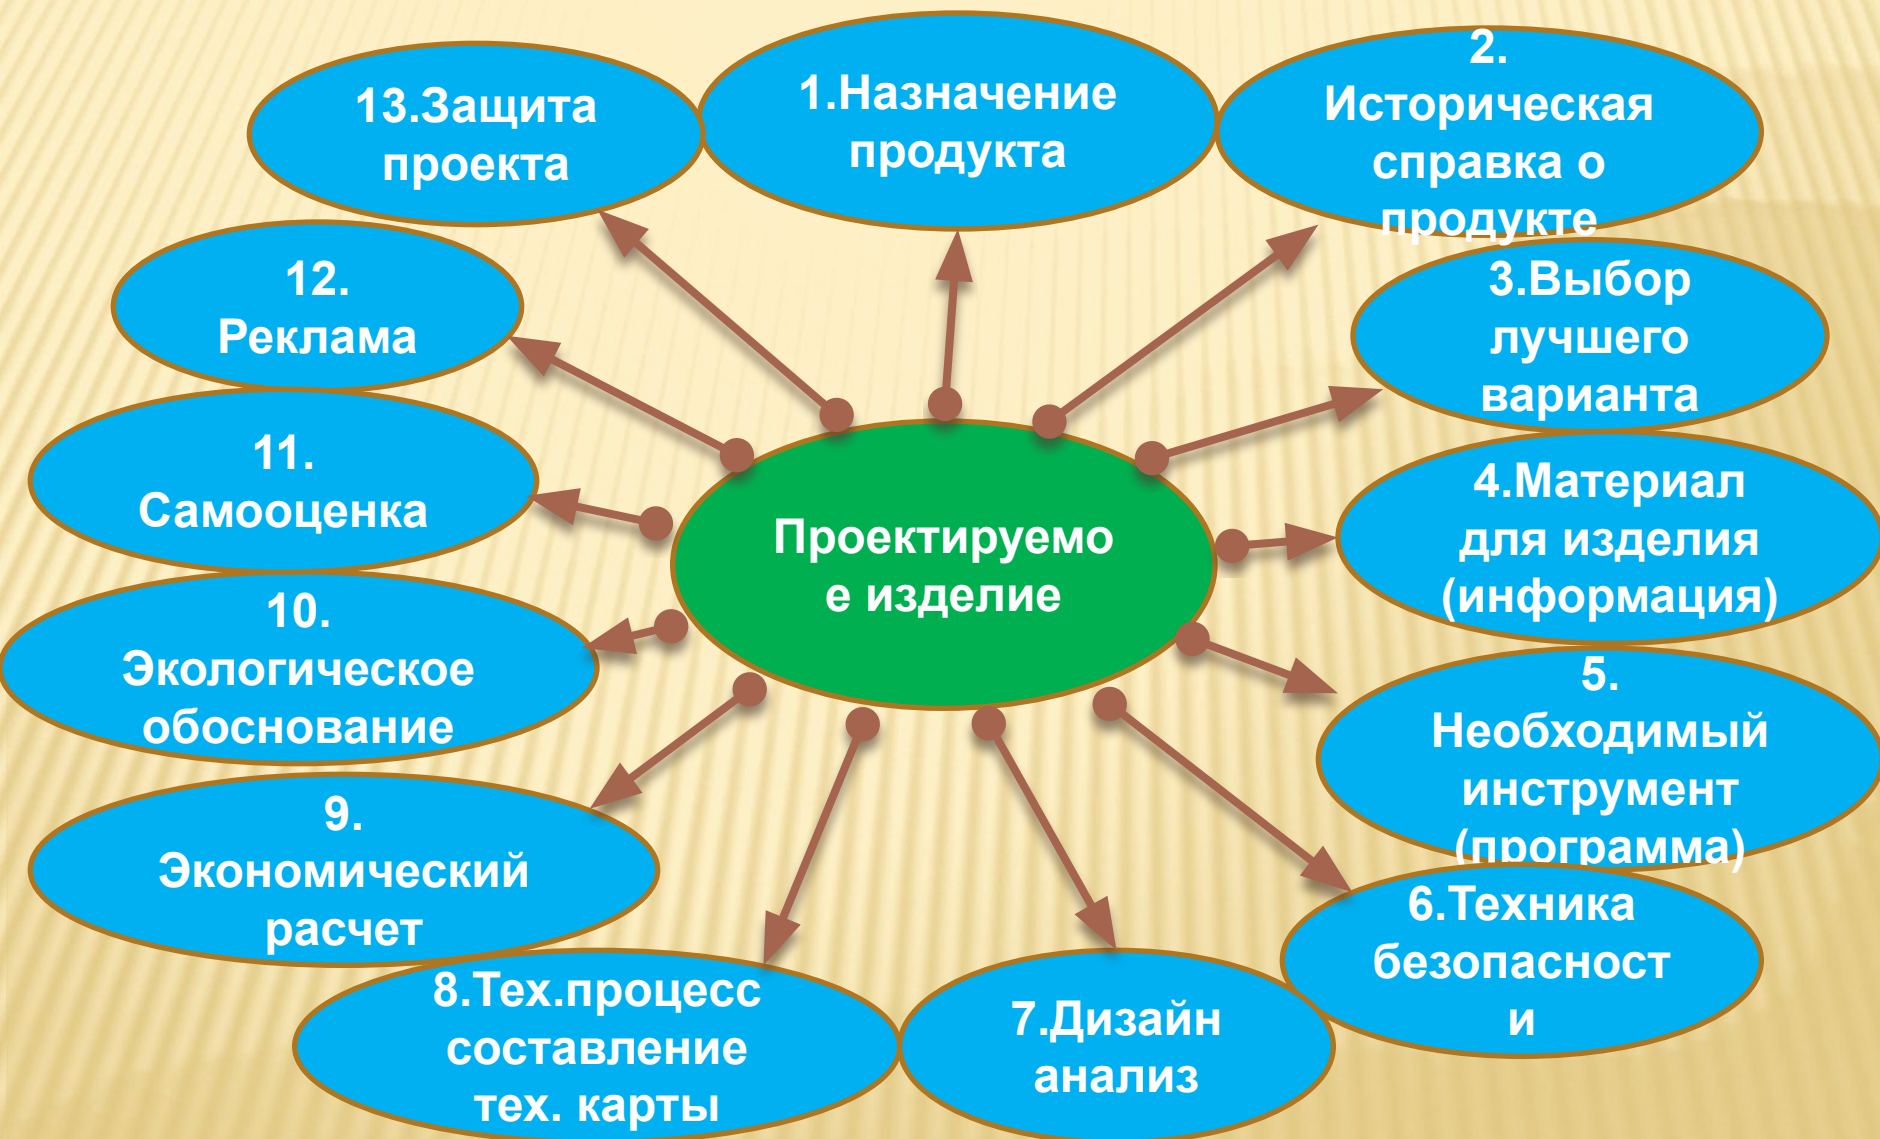 1.Назначение
продукта
2.
Историческая
справка о
продукте
3.Выбор
лучшего
варианта
4.Материал
для изделия
(информация)
5.
Необходимый
инструмент
(программа)
6.Техника
безопасност
и
7.Дизайн
анализ
8.Тех.процесс
составление
тех. карты
9.
Экономический
расчет
10.
Экологическое
обоснование
11.
Самооценка
12.
Реклама
13.Защита
проекта
Проектируемо
е изделие